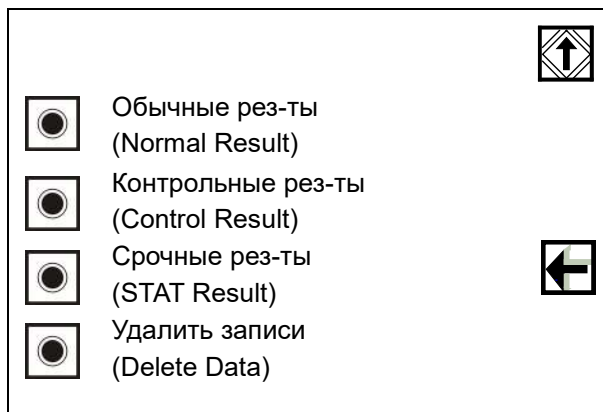 Обычные рез-ты
(Normal Result)
Контрольные рез-ты
(Control Result)
Срочные рез-ты
(STAT Result)
Удалить записи
(Delete Data)